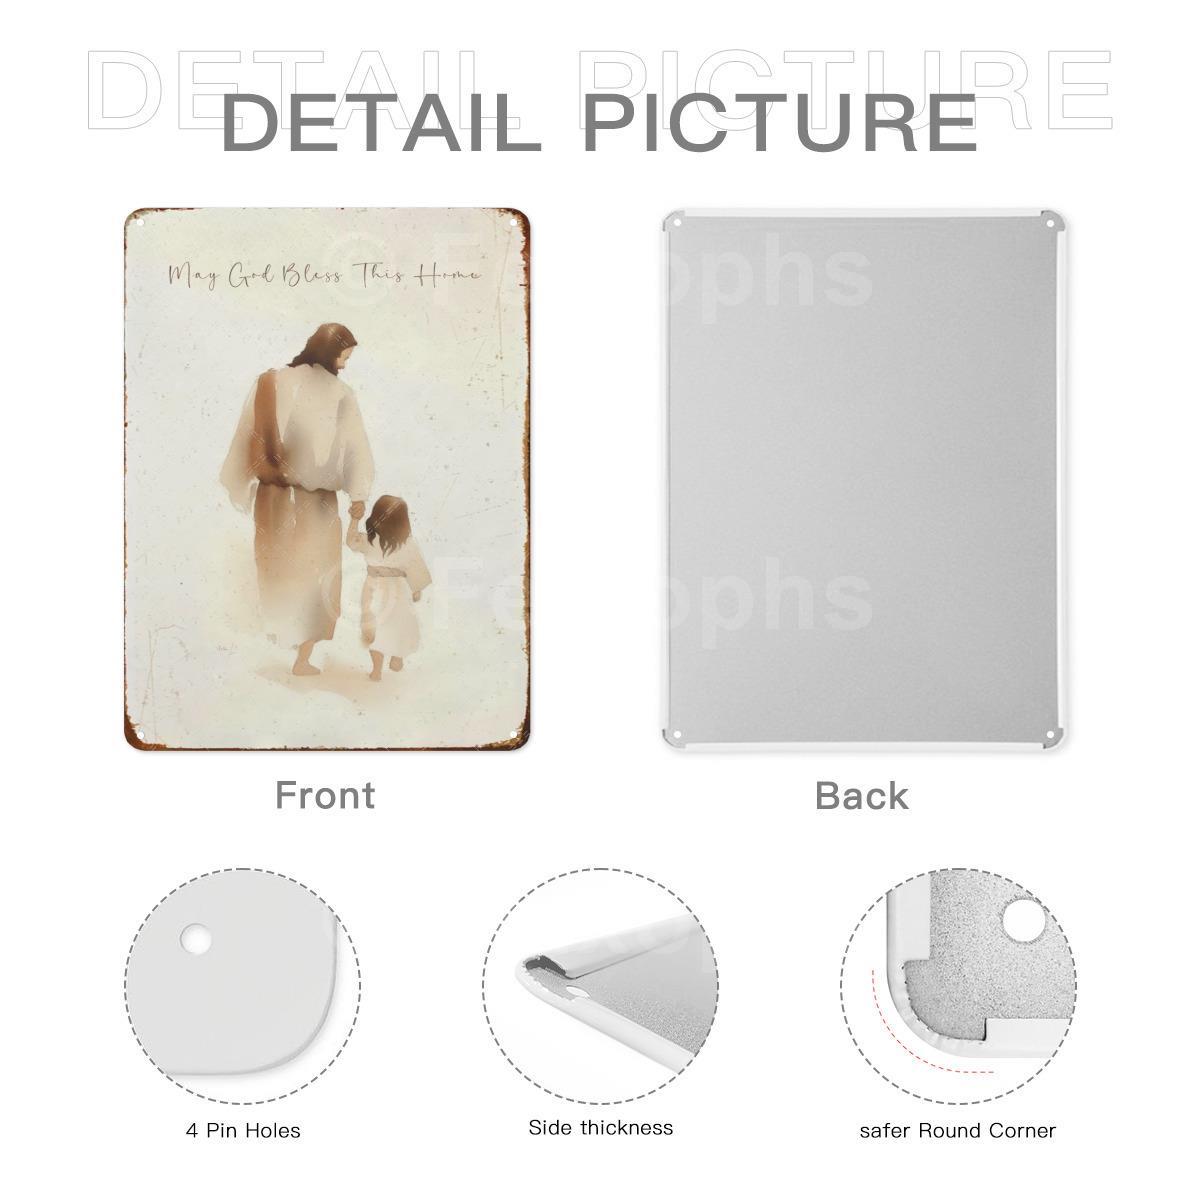 DETAIL PICTURE
DETAIL PICTURE
May God Bless This Home
Front
Back
4 Pin Holes
Side thickness
safer Round Corner